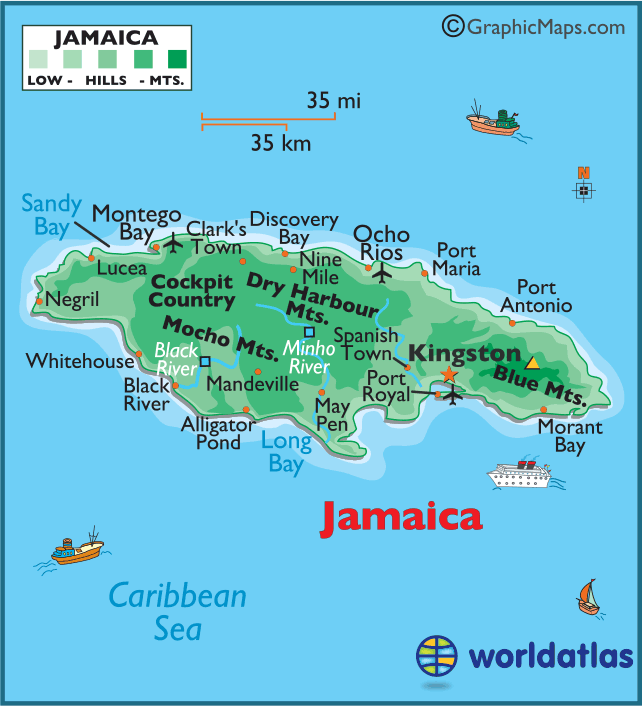 JAMAICA
LOW - HILLS - MTS.
©GraphicMaps.com
35 mi
35 km
N
Sandy
Bay
Montego
Bay
Clark's
Town
Discovery
Bay
Ocho
Rios
Port
Maria
Lucea
Nine
Mile
Port
Antonio
Negril
Cockpit
Country
Dry Harbour
Mts.
Mocho Mts.
Spanish
Town
Kingston
Whitehouse
Black
River
Minho
River
Blue Mts.
Black
River
Mandeville
Port
Royal
May
Pen
Alligator
Pond
Long
Bay
Morant
Bay
Jamaica
Caribbean
Sea
worldatlas